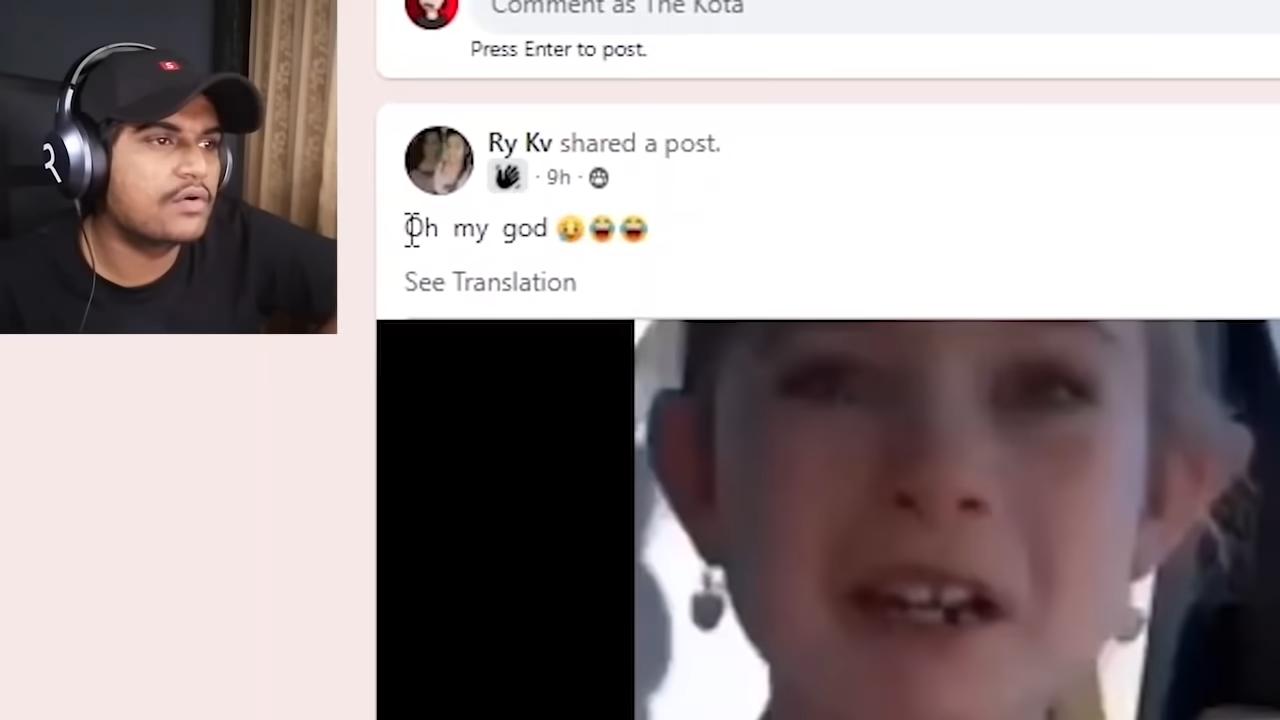 Comment as The Kota
Press Enter to post.
Ry Kv shared a post.
· 9h ·
Oh my god 😥😂😂
See Translation